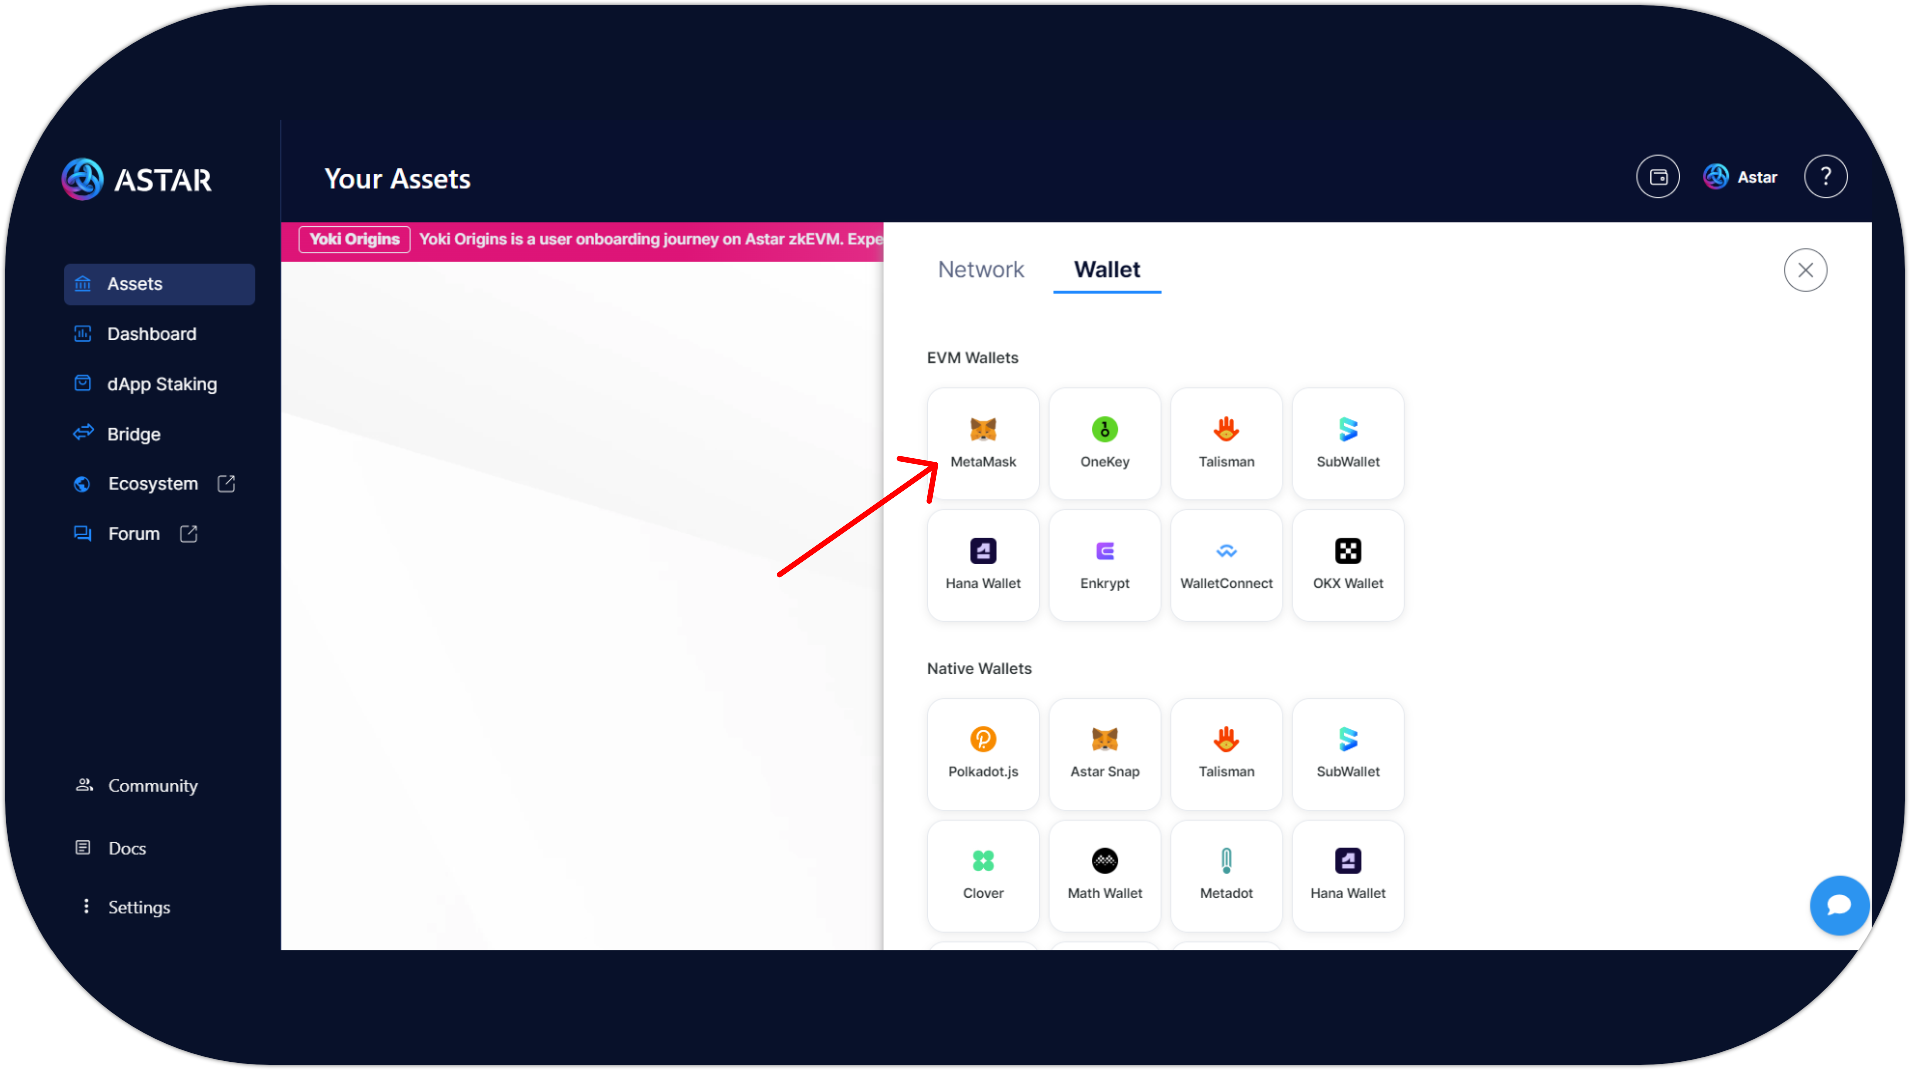 ASTAR
Your Assets
Astar
?
Yoki Origins Yoki Origins is a user onboarding journey on Astar zkEVM. Expe
Assets
Dashboard
dApp Staking
Bridge
Ecosystem
Forum
Community
Docs
Settings
Network Wallet
EVM Wallets
MetaMask OneKey Talisman SubWallet
Hana Wallet Enkrypt WalletConnect OKX Wallet
Native Wallets
Polkadot.js Astar Snap Talisman SubWallet
Clover Math Wallet Metadot Hana Wallet